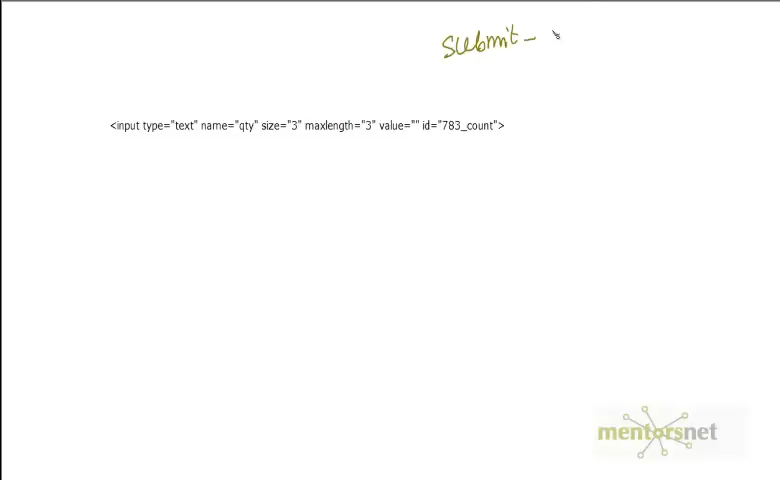 submit -
<input type="text" name="qty" size="3" maxlength="3" value="" id="783_count">
mentorsnet